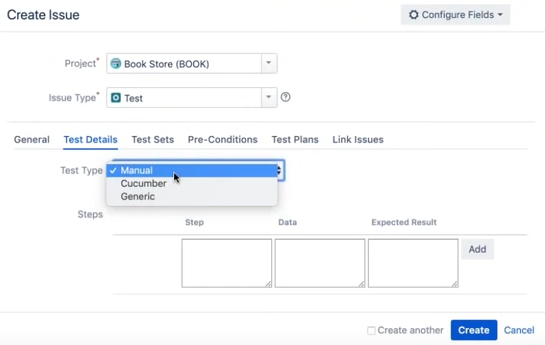 Create Issue
Configure Fields
Project*
Book Store (BOOK)
Issue Type*
Test
General Test Details Test Sets Pre-Conditions Test Plans Link Issues
Test Type
Manual
Cucumber
Generic
Steps
Step Data Expected Result
Add
Create another Create Cancel